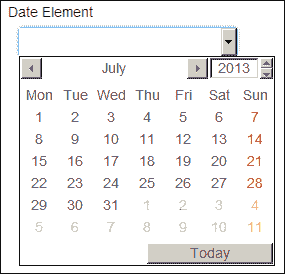 Date Element
July 2013
Mon Tue Wed Thu Fri Sat Sun
1 2 3 4 5 6 7
8 9 10 11 12 13 14
15 16 17 18 19 20 21
22 23 24 25 26 27 28
29 30 31 1 2 3 4
5 6 7 8 9 10 11
Today